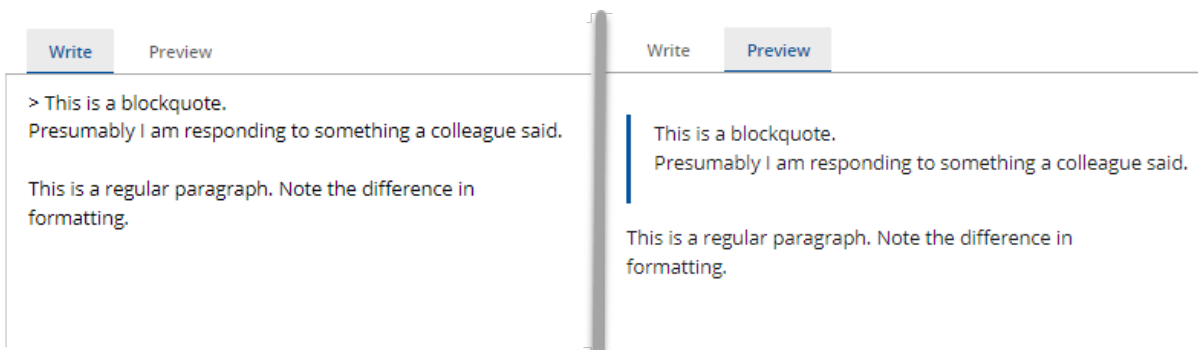 Write Preview
> This is a blockquote.
Presumably I am responding to something a colleague said.
This is a regular paragraph. Note the difference in
formatting.
Write Preview
This is a blockquote.
Presumably I am responding to something a colleague said.
This is a regular paragraph. Note the difference in
formatting.